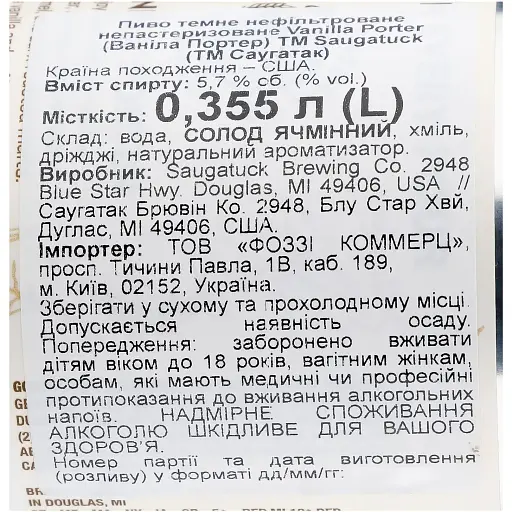 Пиво темне нефільтроване
непастеризоване Vanilla Porter
(Ваніла Портер) ТМ Saugatuck
(ТМ Саугатак)
Країна походження – США.
Вміст спирту: 5,7 % об. (% vol.)
Місткість: 0,355 л (L)
Склад: вода, солод ячмінний, хміль,
дріжджі, натуральний ароматизатор.
Виробник: Saugatuck Brewing Co. 2948
Blue Star Hwy. Douglas, MI 49406, USA //
Саугатак Брювін Ко. 2948, Блу Стар Хвй,
Дуглас, МІ 49406, США.
Імпортер: ТОВ «ФОЗЗІ КОММЕРЦ»,
просп. Тичини Павла, 1В, каб. 189,
м. Київ, 02152, Україна.
Зберігати у сухому та прохолодному місці.
Допускається наявність осаду.
Попередження: заборонено вживати
дітям віком до 18 років, вагітним жінкам,
особам, які мають медичні чи професійні
протипоказання до вживання алкогольних
напоїв. НАДМІРНЕ СПОЖИВАННЯ
АЛКОГОЛЮ ШКІДЛИВЕ ДЛЯ ВАШОГО
ЗДОРОВ'Я.
Номер партії та дата виготовлення
(розливу) у форматі дд/мм/гг:
IN DOUGLAS, MI